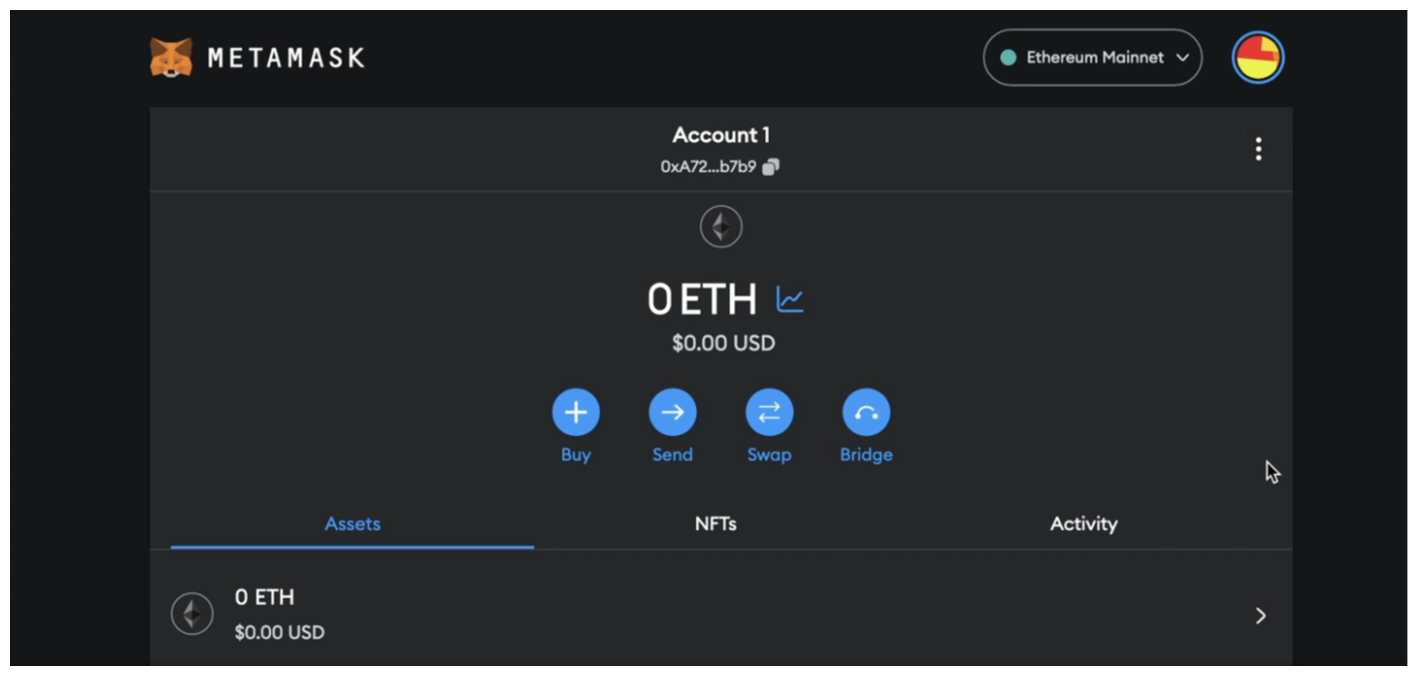 METAMASK
Ethereum Mainnet
Account 1
0xA72...b7b9
0 ETH
$0.00 USD
Buy
Send
Swap
Bridge
Assets
NFTs
Activity
0 ETH
$0.00 USD